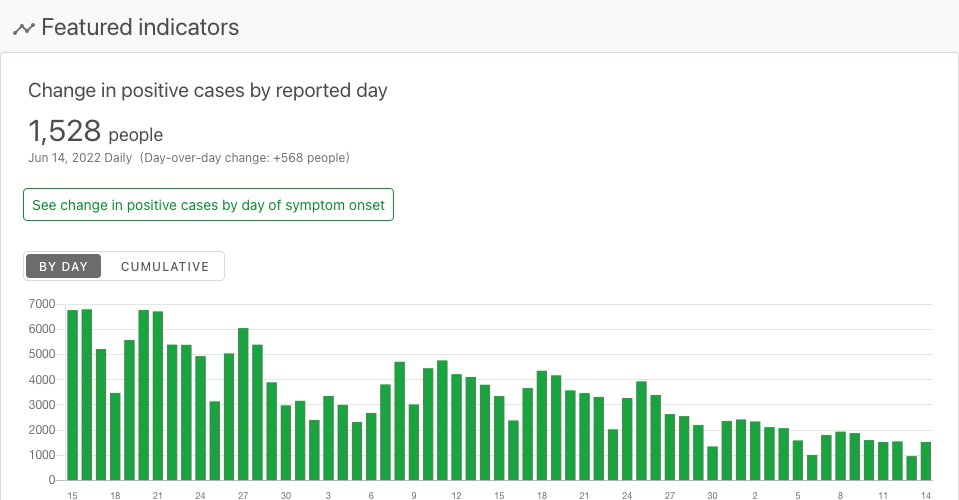 Featured indicators
Change in positive cases by reported day
1,528 people
Jun 14, 2022 Daily (Day-over-day change: +568 people)
See change in positive cases by day of symptom onset
BY DAY CUMULATIVE
7000
6000
5000
4000
3000
2000
1000
0
15 18 21 24 27 30 3 6 9 12 15 18 21 24 27 30 2 5 8 11 14